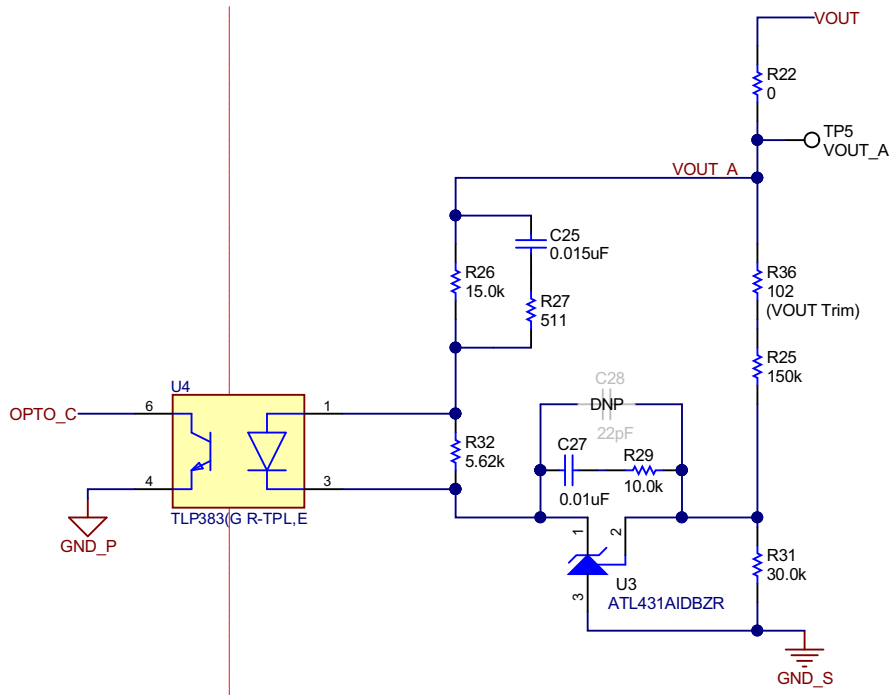 VOUT
R22
0
TP5
VOUT_A
VOUT_A
C25
0.015uF
R26
15.0k
R27
511
R36
102
(VOUT Trim)
R25
150k
U4
OPTO_C
6
1
4
3
TLP383(G R-TPL,E
GND_P
R32
5.62k
C28
DNP
22pF
C27
0.01uF
R29
10.0k
1
2
3
U3
ATL431AIDBZR
R31
30.0k
GND_S